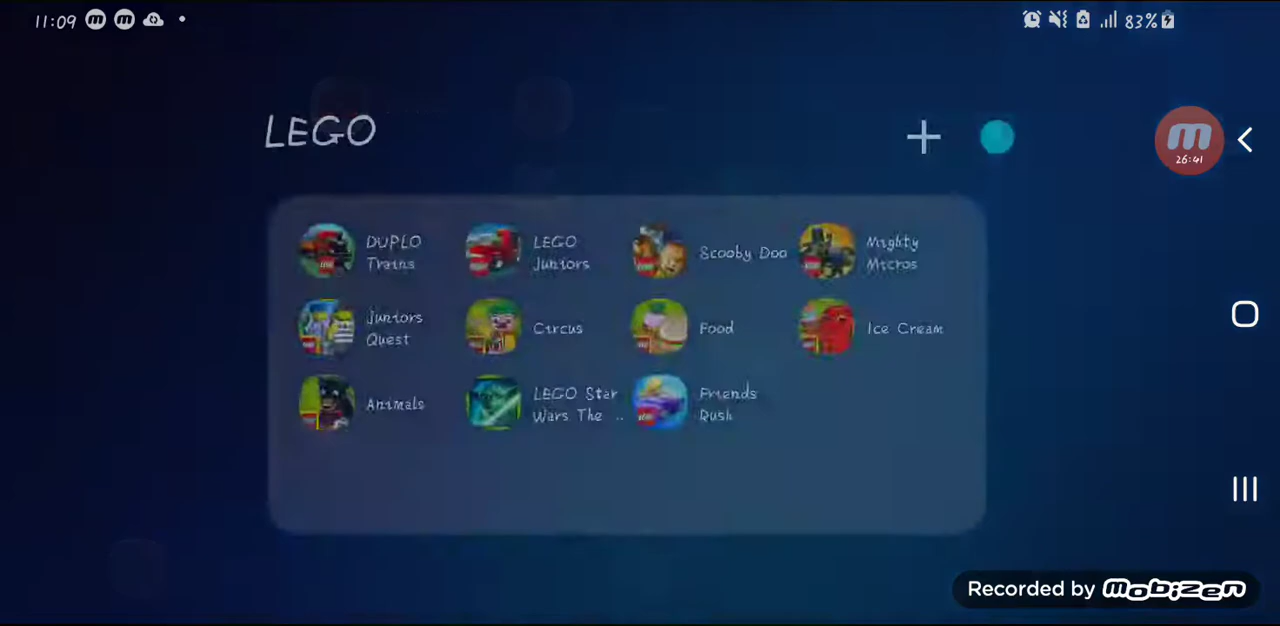 11:09
83%
LEGO
26:41
DUPLO
Trains
LEGO
Juniors
Scooby Doo
Mighty
Micros
Juniors
Quest
Circus
Food
Ice Cream
Animals
LEGO Star
Wars The ..
Friends
Rush
Recorded by mobizen